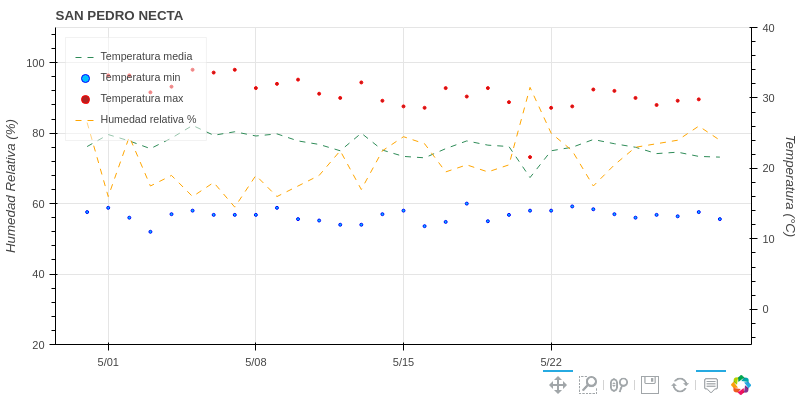 SAN PEDRO NECTA
Temperatura media
Temperatura min
Temperatura max
Humedad relativa %
Humedad Relativa (%)
100
80
60
40
20
Temperatura (°C)
40
30
20
10
0
5/01
5/08
5/15
5/22